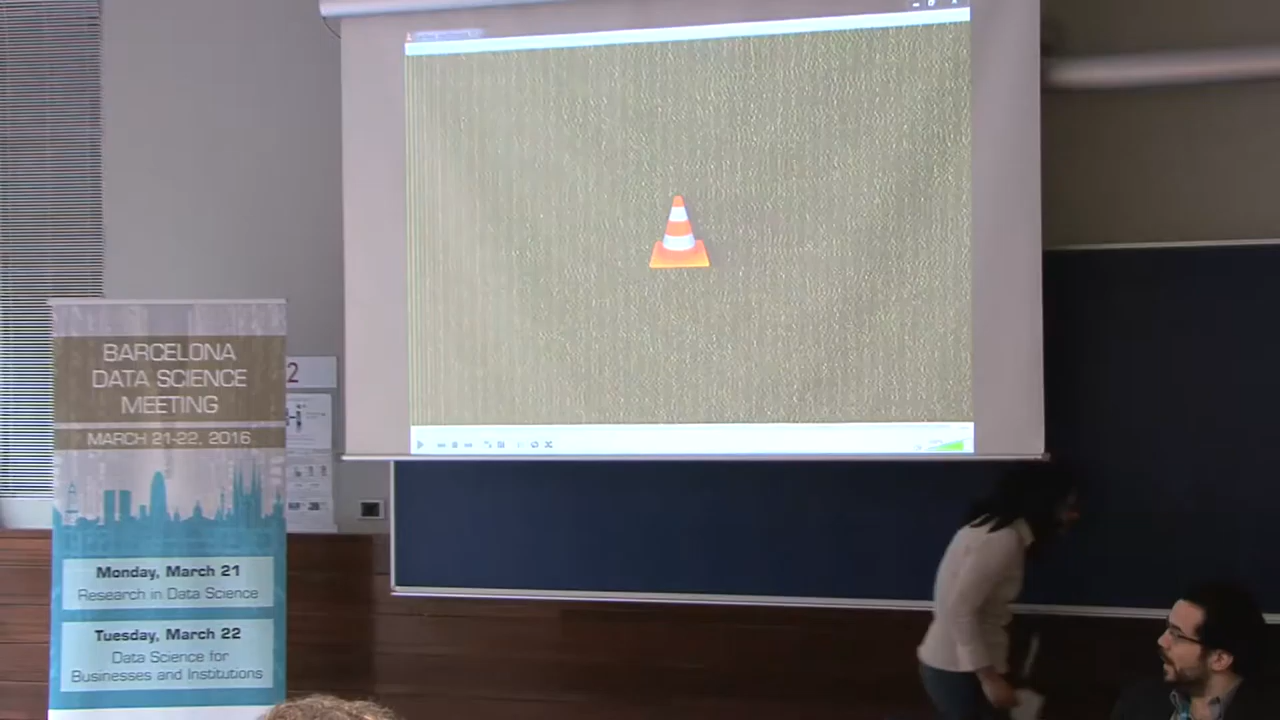 BARCELONA
DATA SCIENCE
MEETING
MARCH 21-22, 2016
Monday, March 21
Research in Data Science
Tuesday, March 22
Data Science for
Businesses and Institutions
2